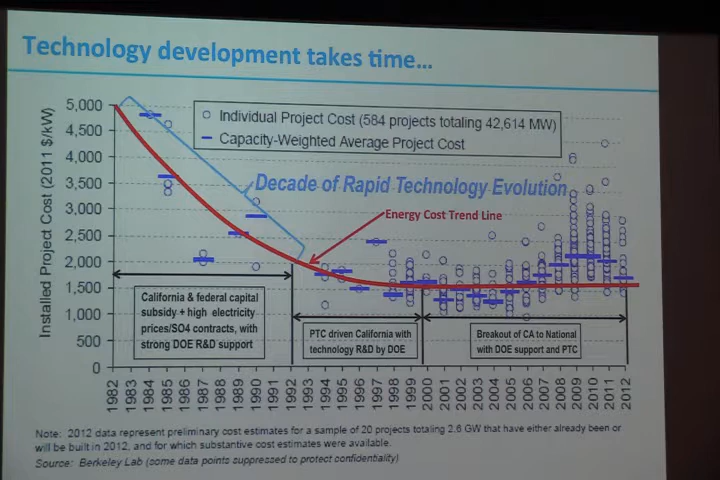 Technology development takes time...
Installed Project Cost (2011 $/kW)
5,000
4,500
4,000
3,500
3,000
2,500
2,000
1,500
1,000
500
0
Individual Project Cost (584 projects totaling 42,614 MW)
Capacity-Weighted Average Project Cost
Decade of Rapid Technology Evolution
Energy Cost Trend Line
California & federal capital
subsidy + high electricity
prices/SO4 contracts, with
strong DOE R&D support
PTC driven California with
technology R&D by DOE
Breakout of CA to National
with DOE support and PTC
1982 1983 1984 1985 1986 1987 1988 1989 1990 1991 1992 1993 1994 1995 1996 1997 1998 1999 2000 2001 2002 2003 2004 2005 2006 2007 2008 2009 2010 2011 2012
Note: 2012 data represent preliminary cost estimates for a sample of 20 projects totaling 2.6 GW that have either already been or
will be built in 2012, and for which substantive cost estimates were available.
Source: Berkeley Lab (some data points suppressed to protect confidentiality)